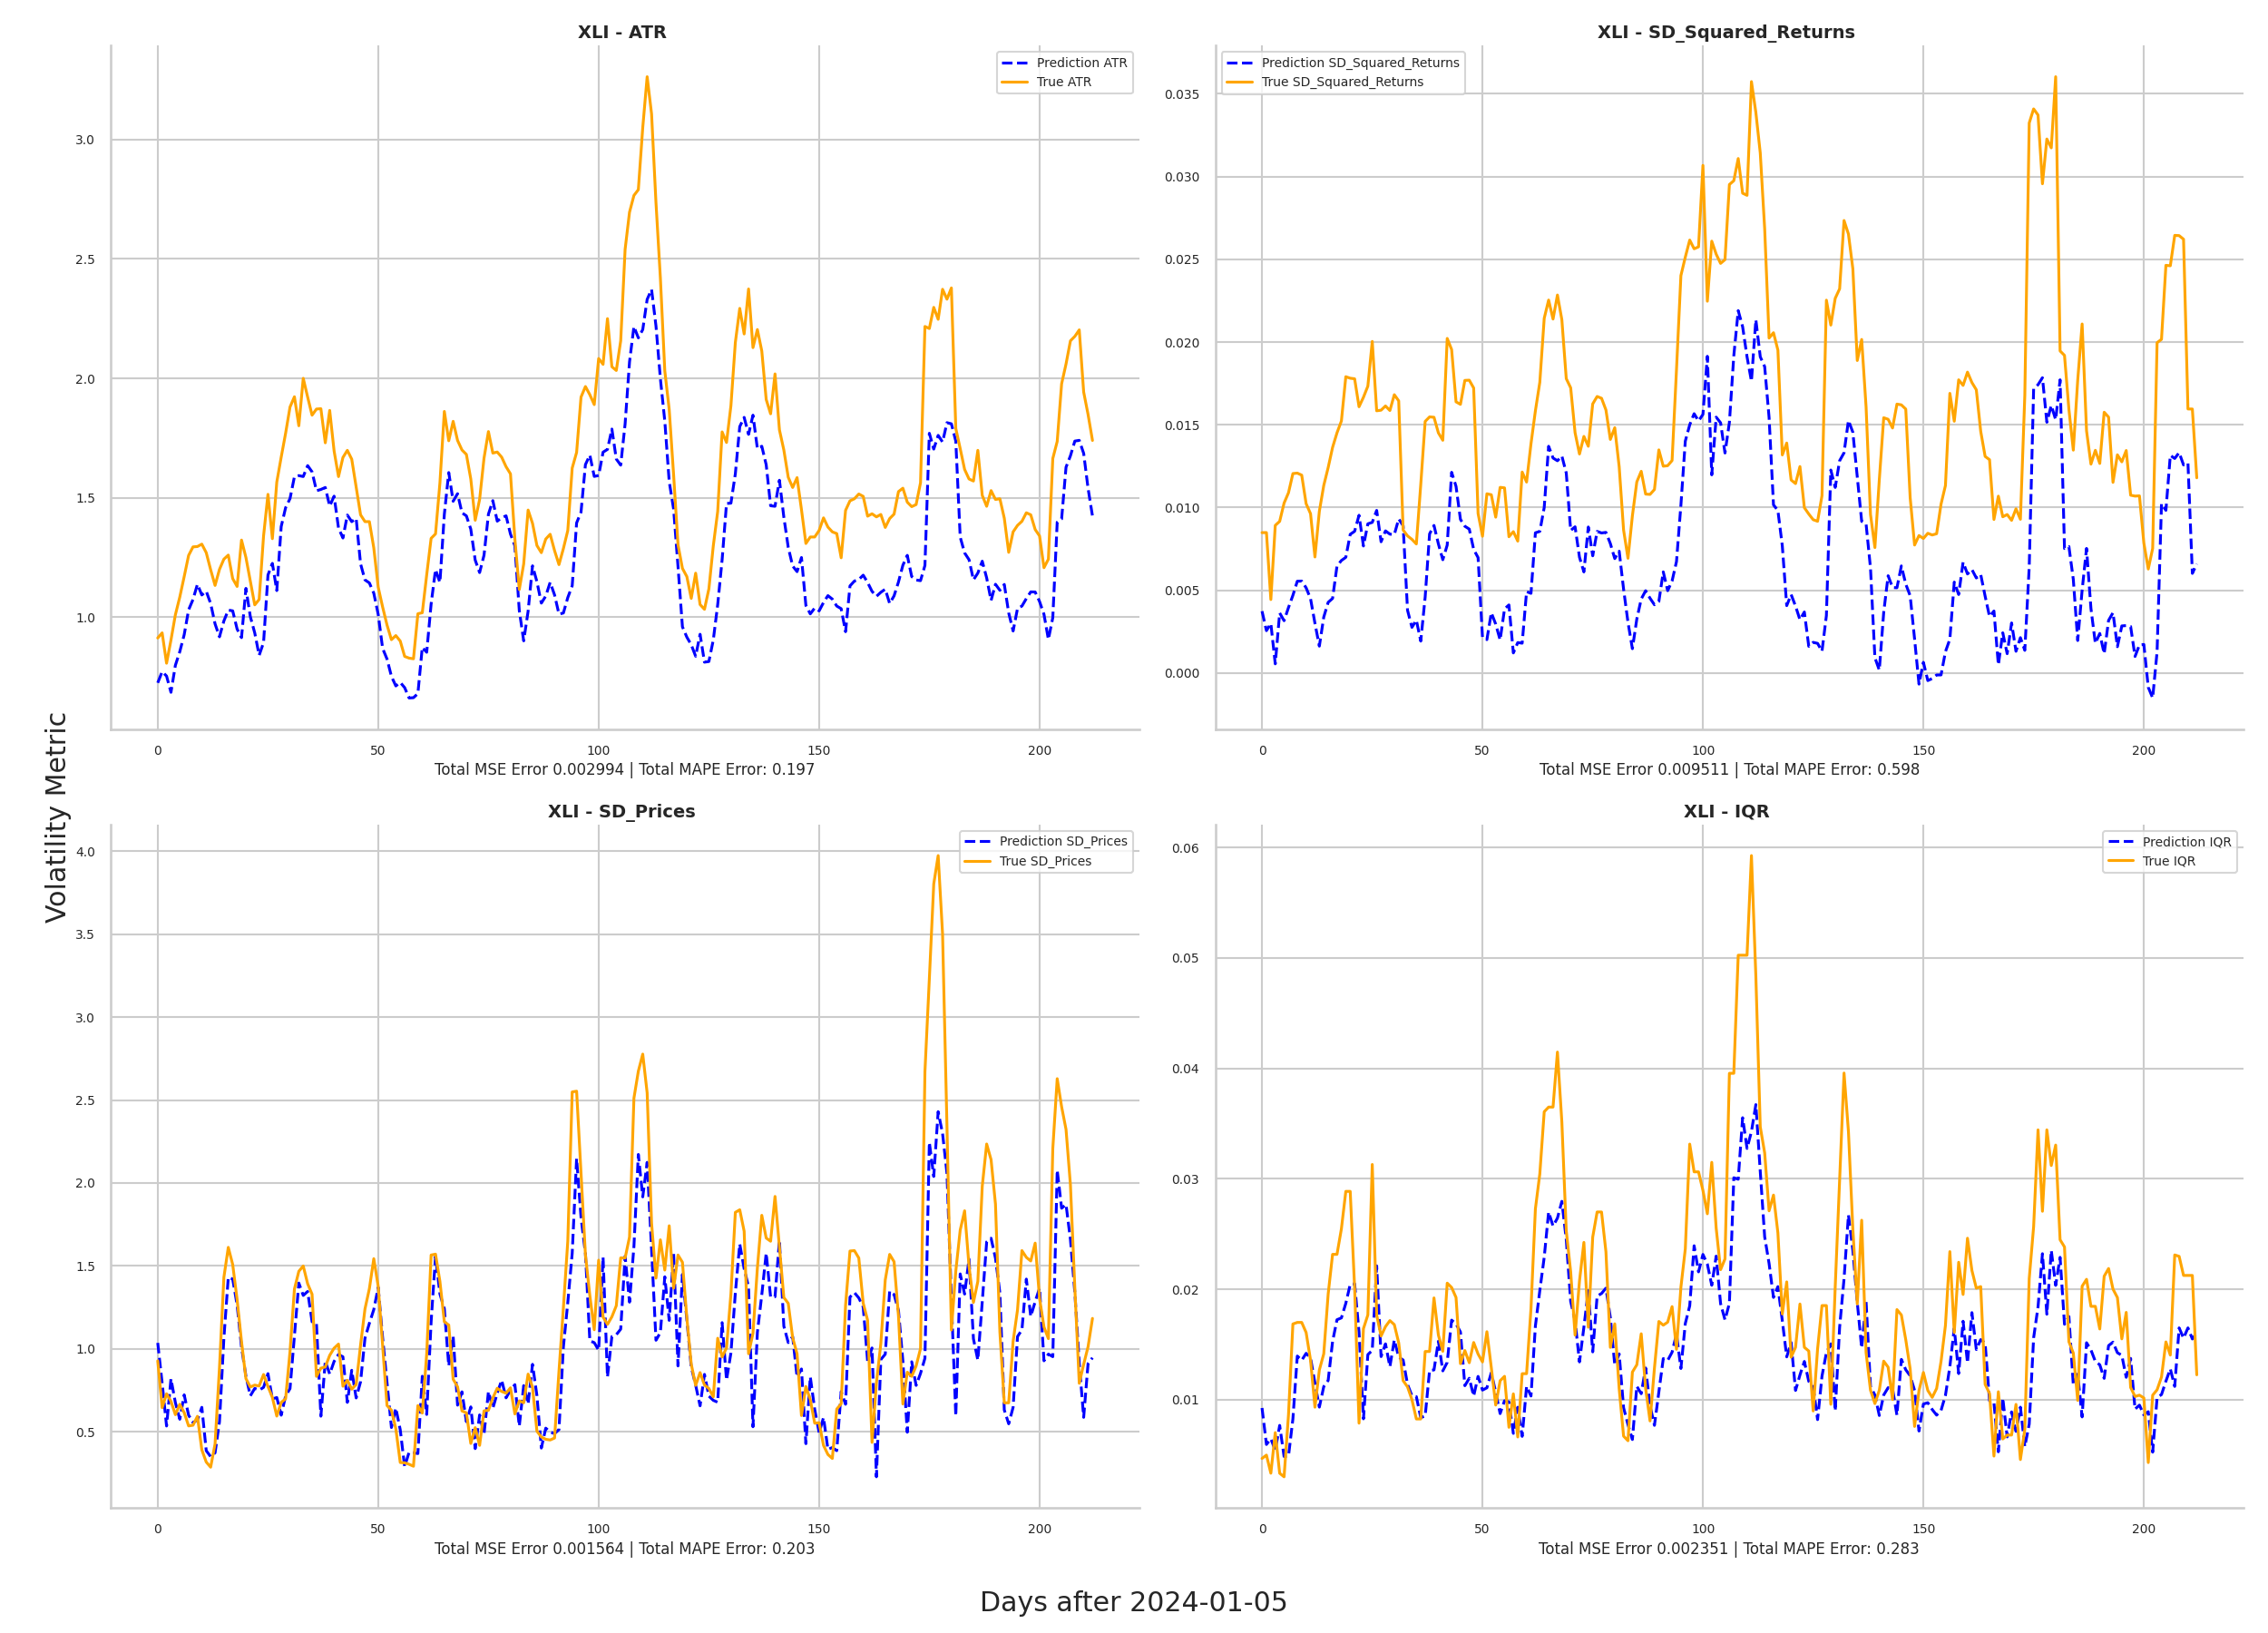 XLI - ATR
Prediction ATR
True ATR
3.0
2.5
2.0
1.5
1.0
0
50
100
150
200
Total MSE Error 0.002994 | Total MAPE Error: 0.197
XLI - SD_Squared_Returns
Prediction SD_Squared_Returns
True SD_Squared_Returns
0.035
0.030
0.025
0.020
0.015
0.010
0.005
0.000
0
50
100
150
200
Total MSE Error 0.009511 | Total MAPE Error: 0.598
Volatility Metric
XLI - SD_Prices
Prediction SD_Prices
True SD_Prices
4.0
3.5
3.0
2.5
2.0
1.5
1.0
0.5
0
50
100
150
200
Total MSE Error 0.001564 | Total MAPE Error: 0.203
XLI - IQR
Prediction IQR
True IQR
0.06
0.05
0.04
0.03
0.02
0.01
0
50
100
150
200
Total MSE Error 0.002351 | Total MAPE Error: 0.283
Days after 2024-01-05